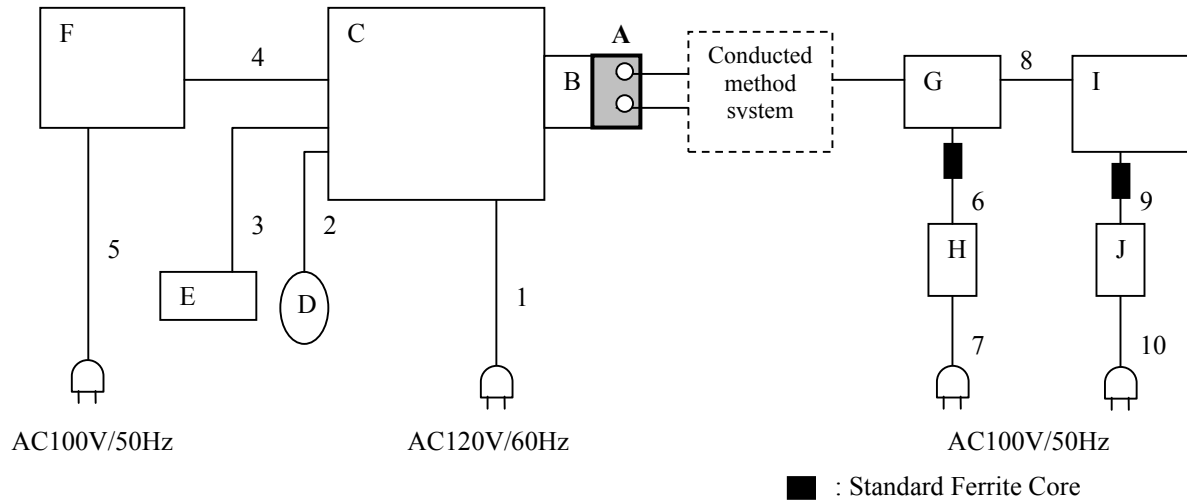 F
C
A
4
B
Conducted
method
system
G
8
I
3
2
5
E
D
1
6
H
9
J
7
10
AC100V/50Hz
AC120V/60Hz
AC100V/50Hz
: Standard Ferrite Core